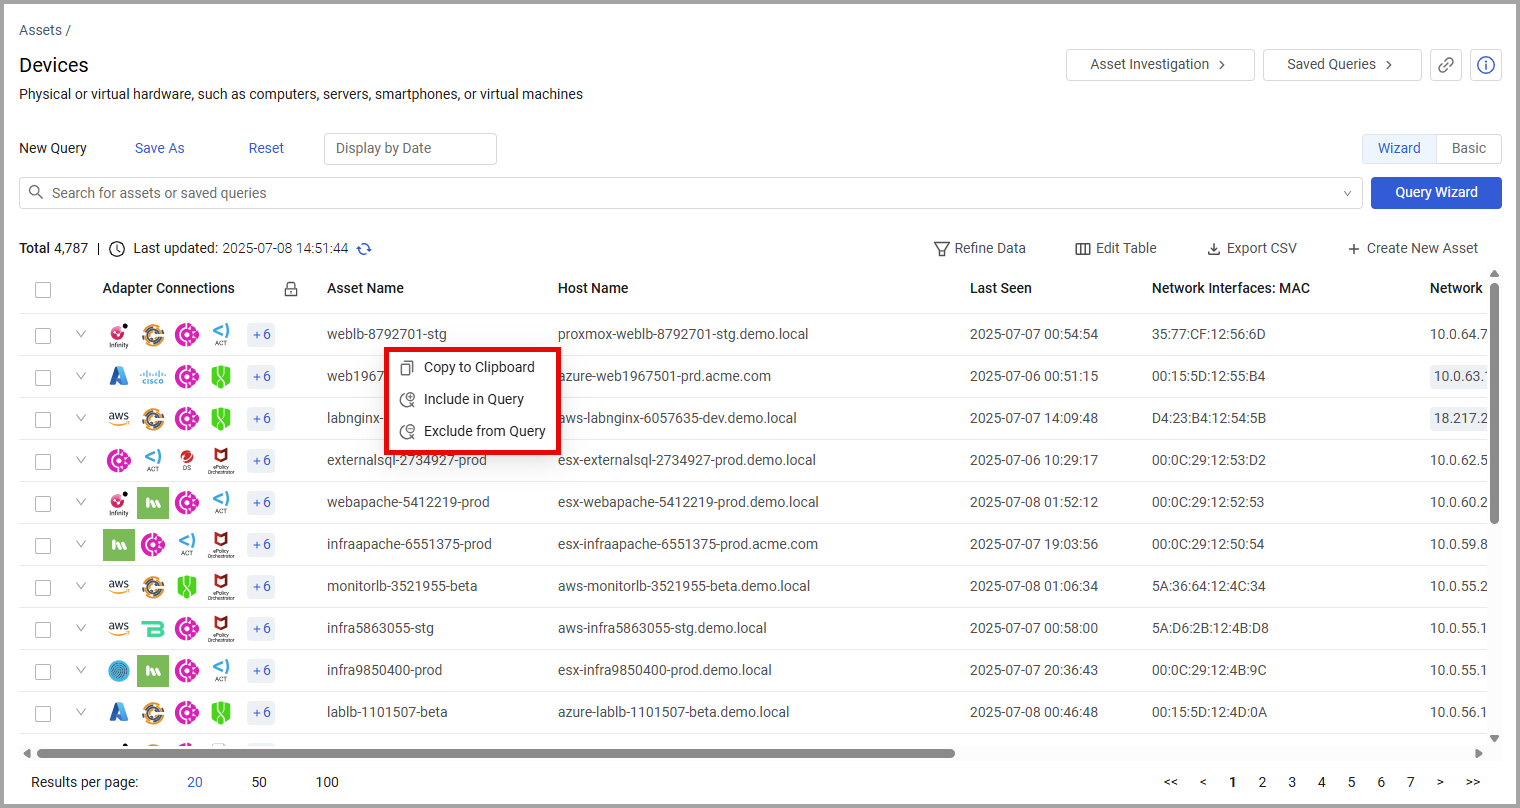 Assets /
Devices
Asset Investigation >
Saved Queries >
Physical or virtual hardware, such as computers, servers, smartphones, or virtual machines
New Query
Save As
Reset
Display by Date
Wizard
Basic
Search for assets or saved queries
Query Wizard
Total 4,787 | Last updated: 2025-07-08 14:51:44
Refine Data
Edit Table
Export CSV
+ Create New Asset
Adapter Connections Asset Name Host Name Last Seen Network Interfaces: MAC Network
Infinity ACT +6 weblb-8792701-stg proxmox-weblb-8792701-stg.demo.local 2025-07-07 00:54:54 35:77:CF:12:56:6D 10.0.64.7
CISCO +6 web1967 azure-web1967501-prd.acme.com 2025-07-06 00:51:15 00:15:5D:12:55:B4 10.0.63.
aws +6 labnginx- aws-labnginx-6057635-dev.demo.local 2025-07-07 14:09:48 D4:23:B4:12:54:5B 18.217.2
Copy to Clipboard
Include in Query
Exclude from Query
ACT DS ePolicy Orchestrator +6 externalsql-2734927-prod esx-externalsql-2734927-prod.demo.local 2025-07-06 10:29:17 00:0C:29:12:53:D2 10.0.62.5
Infinity ACT +6 webapache-5412219-prod esx-webapache-5412219-prod.demo.local 2025-07-08 01:52:12 00:0C:29:12:52:53 10.0.60.2
ACT ePolicy Orchestrator +6 infraapache-6551375-prod esx-infraapache-6551375-prod.acme.com 2025-07-07 19:03:56 00:0C:29:12:50:54 10.0.59.8
aws ePolicy Orchestrator +6 monitorlb-3521955-beta aws-monitorlb-3521955-beta.demo.local 2025-07-08 01:06:34 5A:36:64:12:4C:34 10.0.55.2
aws ePolicy Orchestrator +6 infra5863055-stg aws-infra5863055-stg.demo.local 2025-07-07 00:58:00 5A:D6:2B:12:4B:D8 10.0.55.1
ACT +6 infra9850400-prod esx-infra9850400-prod.demo.local 2025-07-07 20:36:43 00:0C:29:12:4B:9C 10.0.55.1
+6 lablb-1101507-beta azure-lablb-1101507-beta.demo.local 2025-07-08 00:46:48 00:15:5D:12:4D:0A 10.0.56.1
Results per page: 20 50 100
<< < 1 2 3 4 5 6 7 > >>